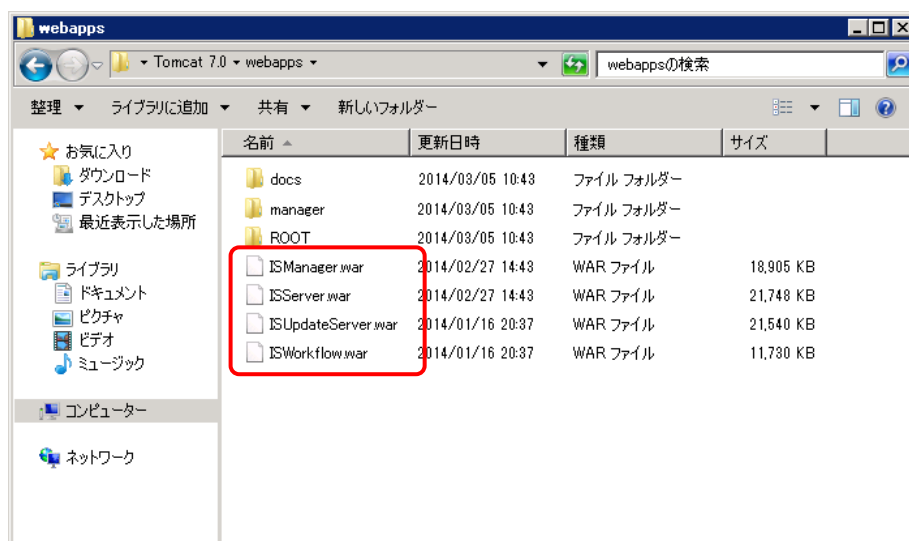 webapps
Tomcat 7.0 webapps webappsの検索
整理 ライブラリに追加 共有 新しいフォルダー
名前 更新日時 種類 サイズ
お気に入り
ダウンロード
デスクトップ
最近表示した場所
ライブラリ
ドキュメント
ピクチャ
ビデオ
ミュージック
コンピューター
ネットワーク
docs 2014/03/05 10:43 ファイル フォルダー
manager 2014/03/05 10:43 ファイル フォルダー
ROOT 2014/03/05 10:43 ファイル フォルダー
ISManager.war 2014/02/27 14:43 WAR ファイル 18,905 KB
ISServer.war 2014/02/27 14:43 WAR ファイル 21,748 KB
ISUpdateServer.war 2014/01/16 20:37 WAR ファイル 21,540 KB
ISWorkflow.war 2014/01/16 20:37 WAR ファイル 11,730 KB